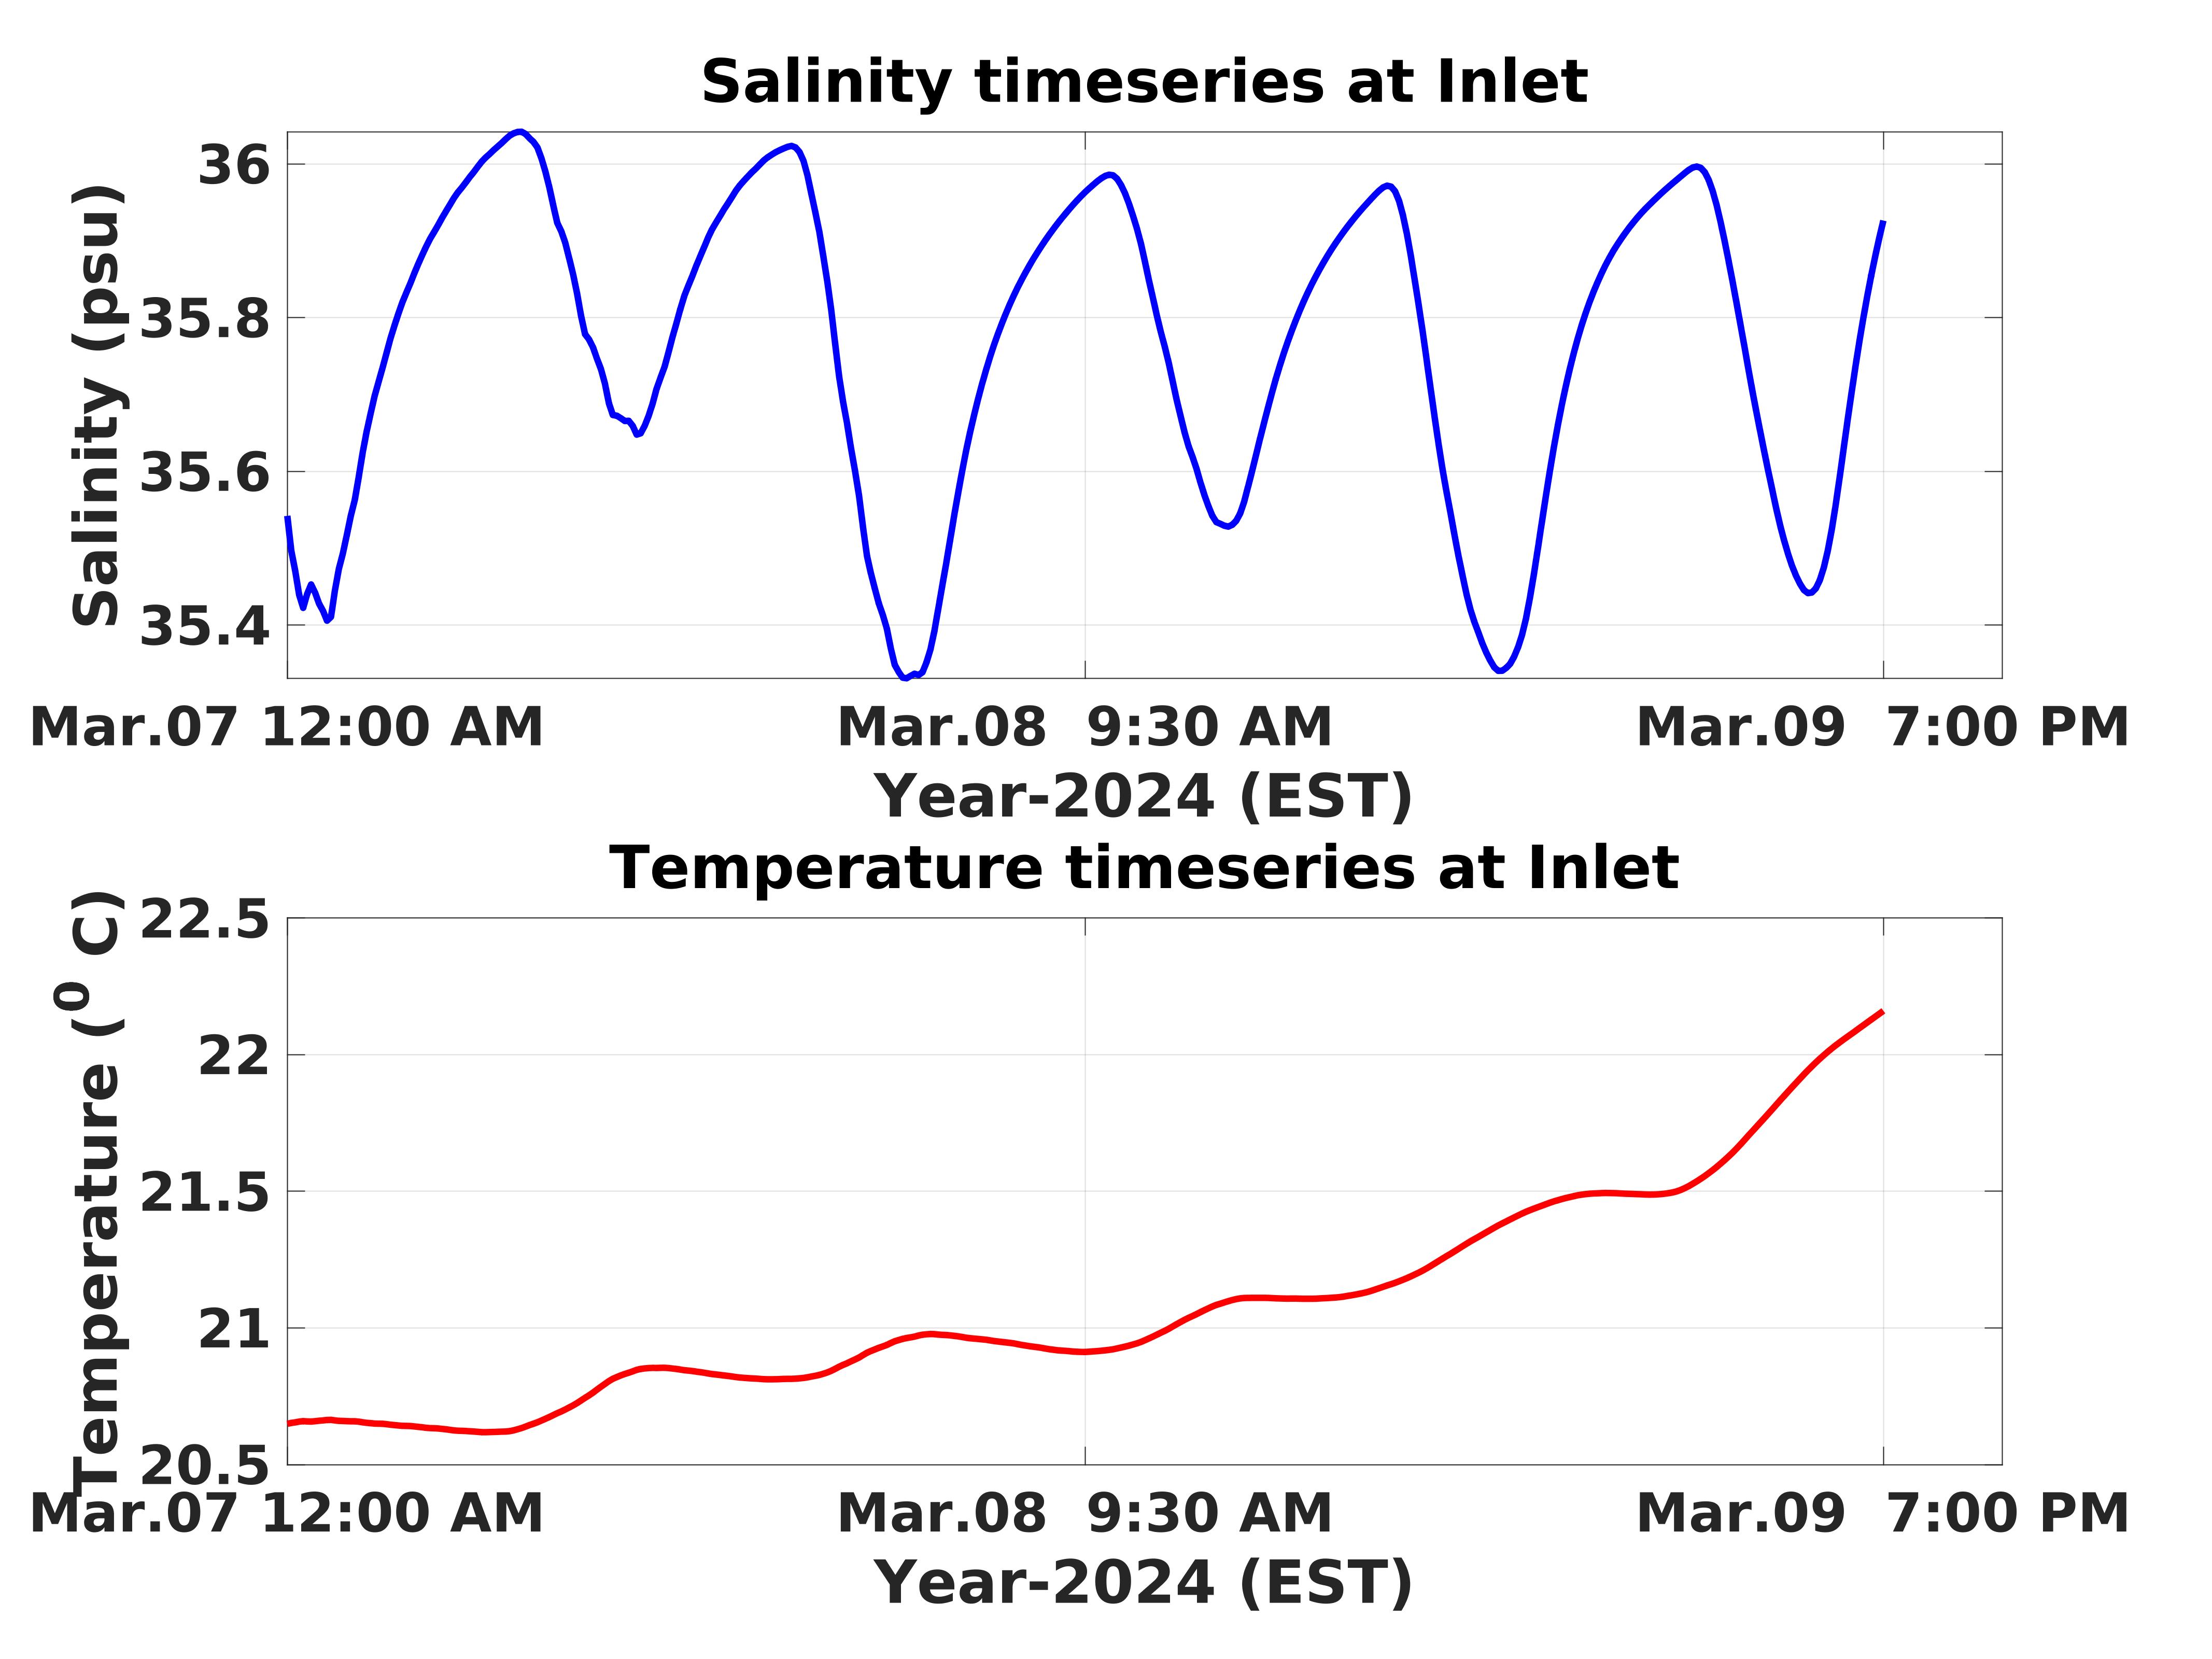 Salinity timeseries at Inlet
Salinity (psu)
36
35.8
35.6
35.4
Mar.07 12:00 AM
Mar.08  9:30 AM
Mar.09  7:00 PM
Year-2024 (EST)
Temperature timeseries at Inlet
Temperature (⁰ C)
22.5
22
21.5
21
20.5
Mar.07 12:00 AM
Mar.08  9:30 AM
Mar.09  7:00 PM
Year-2024 (EST)